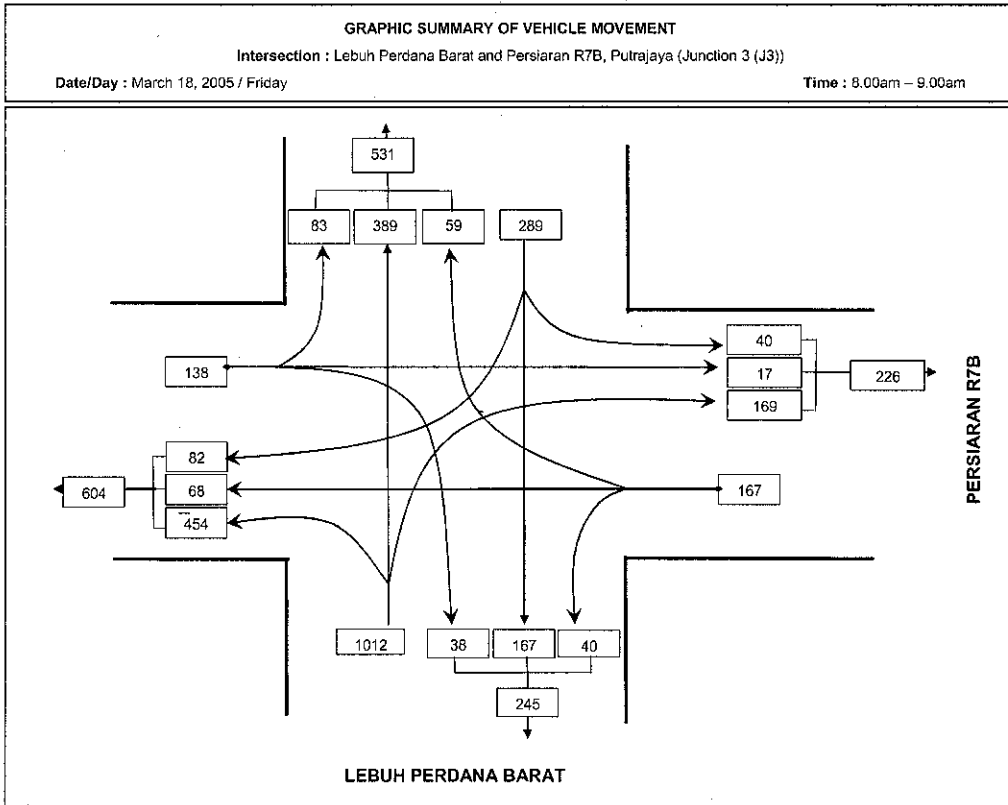 GRAPHIC SUMMARY OF VEHICLE MOVEMENT
Intersection : Lebuh Perdana Barat and Persiaran R7B, Putrajaya (Junction 3 (J3))
Date/Day : March 18, 2005 / Friday Time : 8.00am – 9.00am
531
83 389 59 289
40
138 17 226
169
82
604 68 167
454
1012 38 167 40
245
PERSIARAN R7B
LEBUH PERDANA BARAT